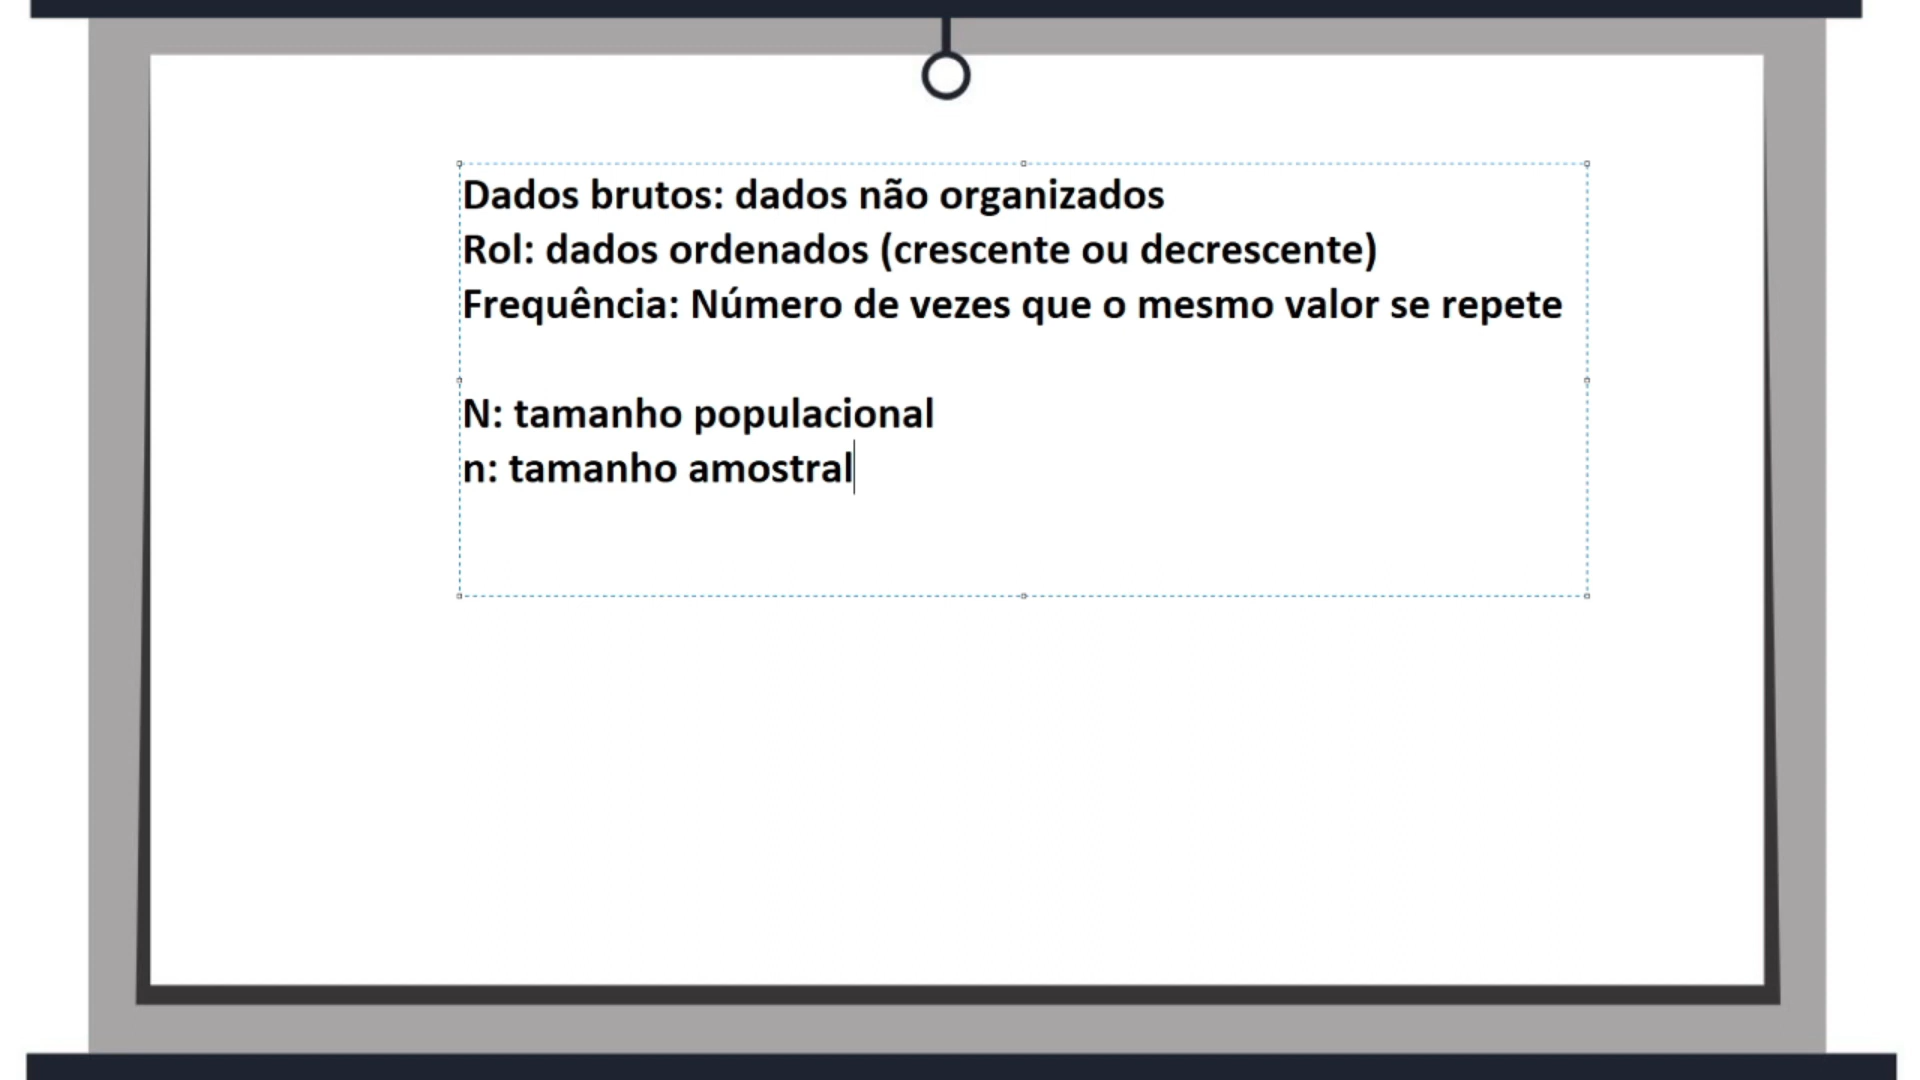 Dados brutos: dados não organizados
Rol: dados ordenados (crescente ou decrescente)
Frequência: Número de vezes que o mesmo valor se repete
N: tamanho populacional
n: tamanho amostral